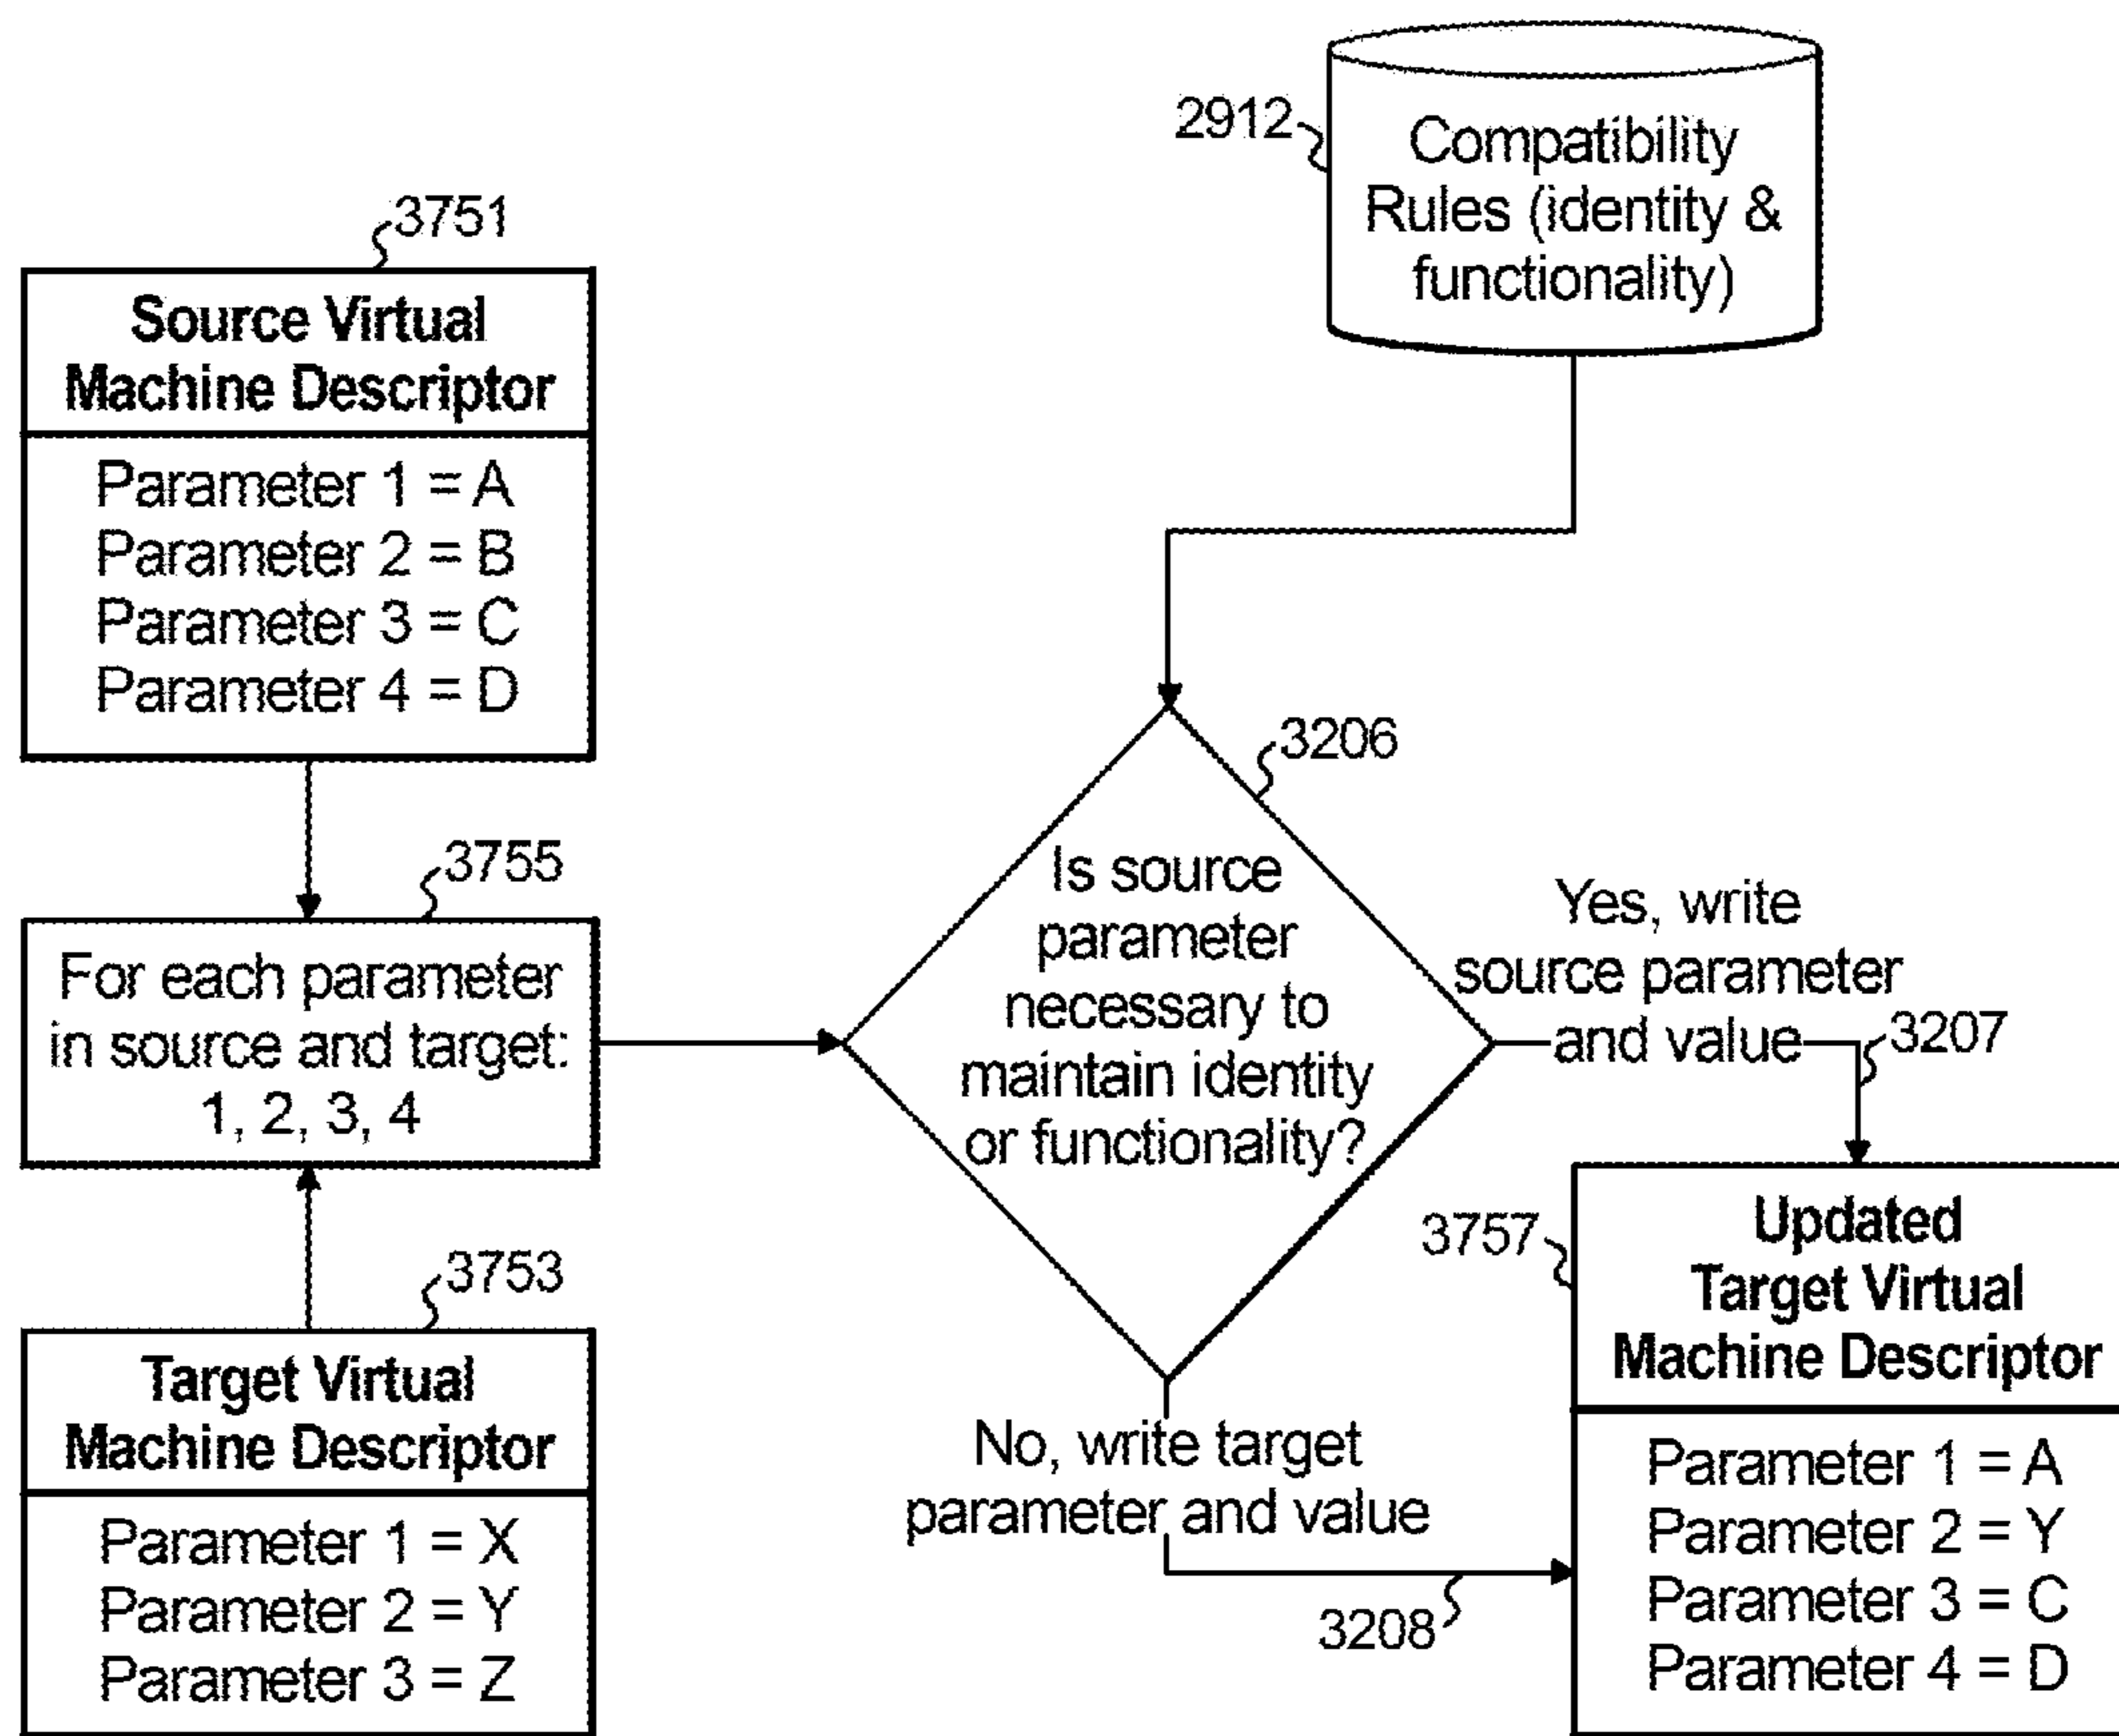 2912
Compatibility
Rules (identity &
functionality)
3751
Source Virtual
Machine Descriptor
Parameter 1 = A
Parameter 2 = B
Parameter 3 = C
Parameter 4 = D
3755
For each parameter
in source and target:
1, 2, 3, 4
3753
Target Virtual
Machine Descriptor
Parameter 1 = X
Parameter 2 = Y
Parameter 3 = Z
3206
Is source
parameter
necessary to
maintain identity
or functionality?
Yes, write
source parameter
and value
3207
No, write target
parameter and value
3208
3757
Updated
Target Virtual
Machine Descriptor
Parameter 1 = A
Parameter 2 = Y
Parameter 3 = C
Parameter 4 = D